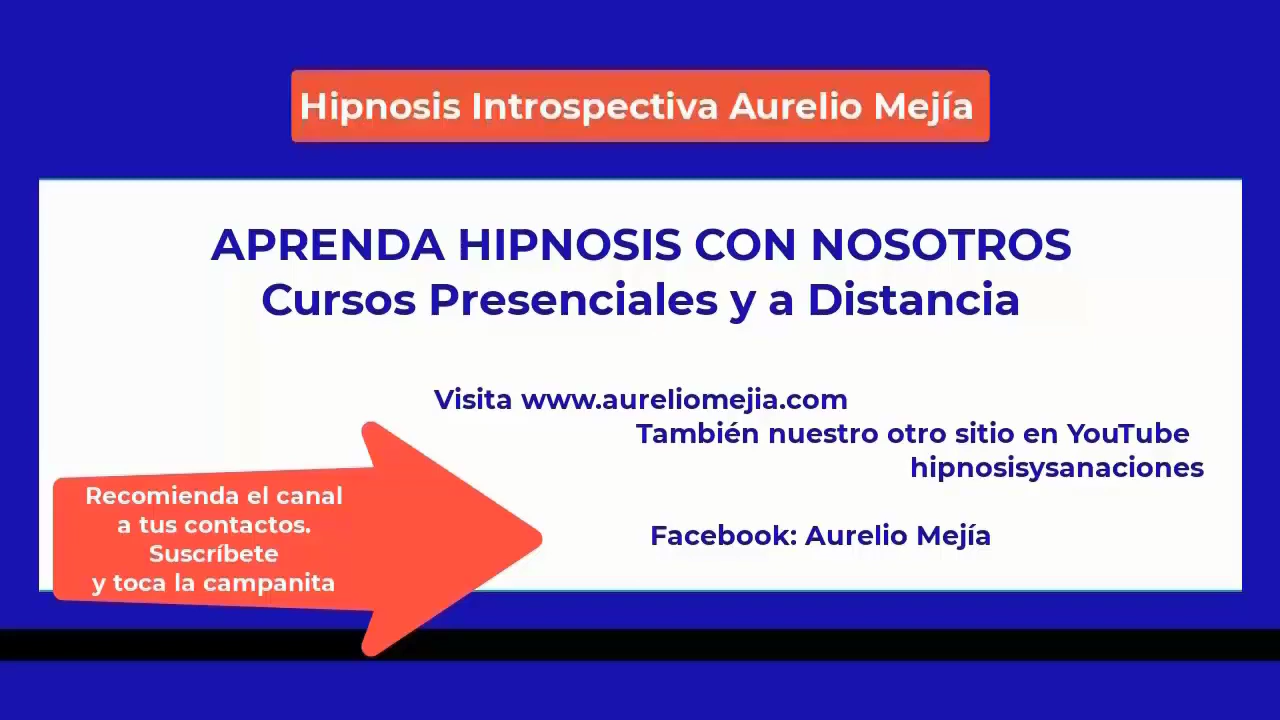 Hipnosis Introspectiva Aurelio Mejía
APRENDA HIPNOSIS CON NOSOTROS
Cursos Presenciales y a Distancia
Visita www.aureliomejia.com
También nuestro otro sitio en YouTube
hipnosisysanaciones
Facebook: Aurelio Mejía
Recomienda el canal
a tus contactos.
Suscríbete
y toca la campanita